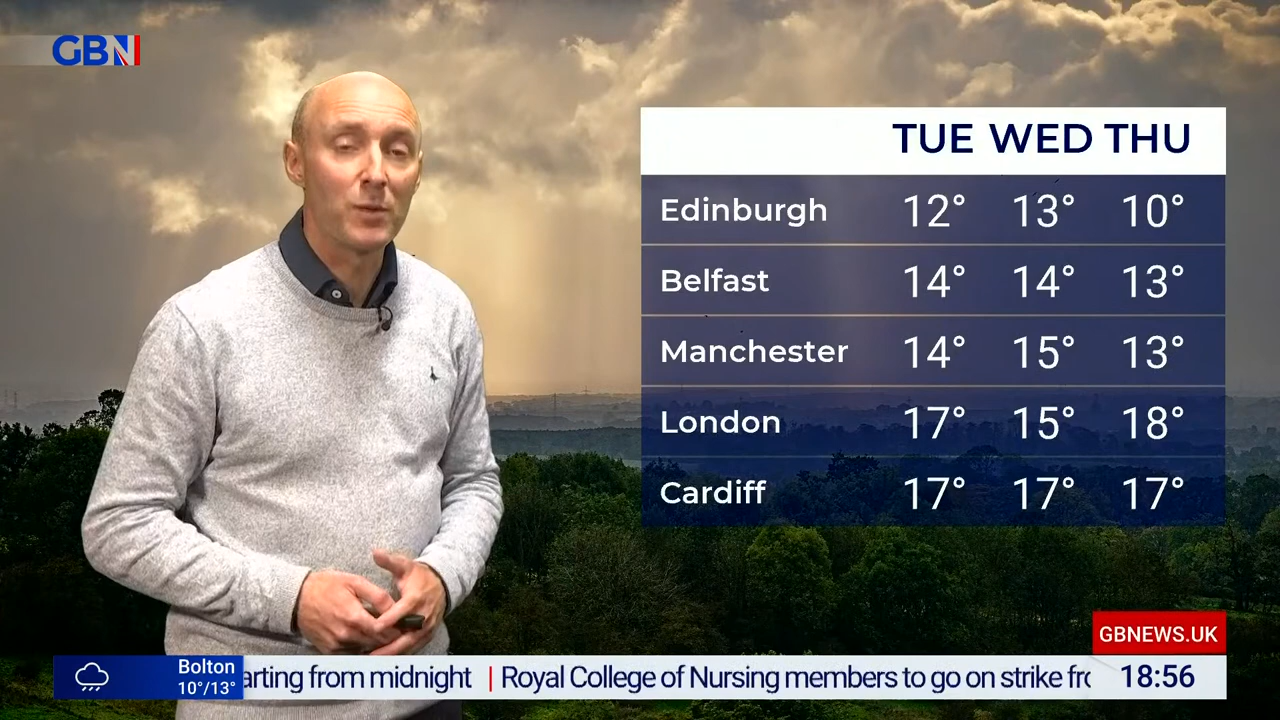 GBN
TUE WED THU
Edinburgh 12° 13° 10°
Belfast 14° 14° 13°
Manchester 14° 15° 13°
London 17° 15° 18°
Cardiff 17° 17° 17°
GBNEWS.UK
Bolton
10°/13°
arting from midnight | Royal College of Nursing members to go on strike fro
18:56